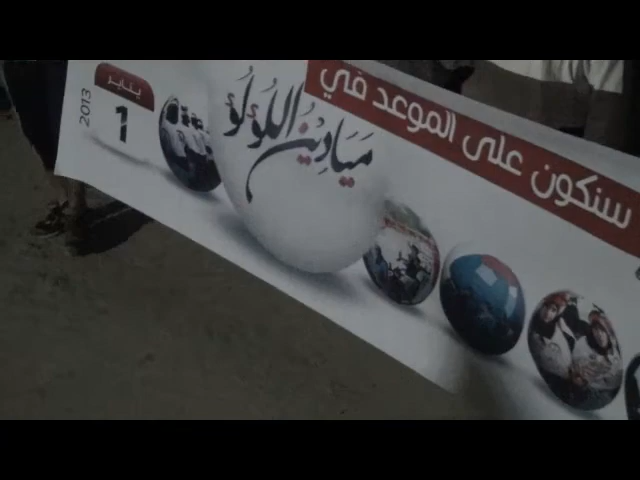 سنكون على الموعد في
ميادين اللؤلؤ
يناير
1
2013